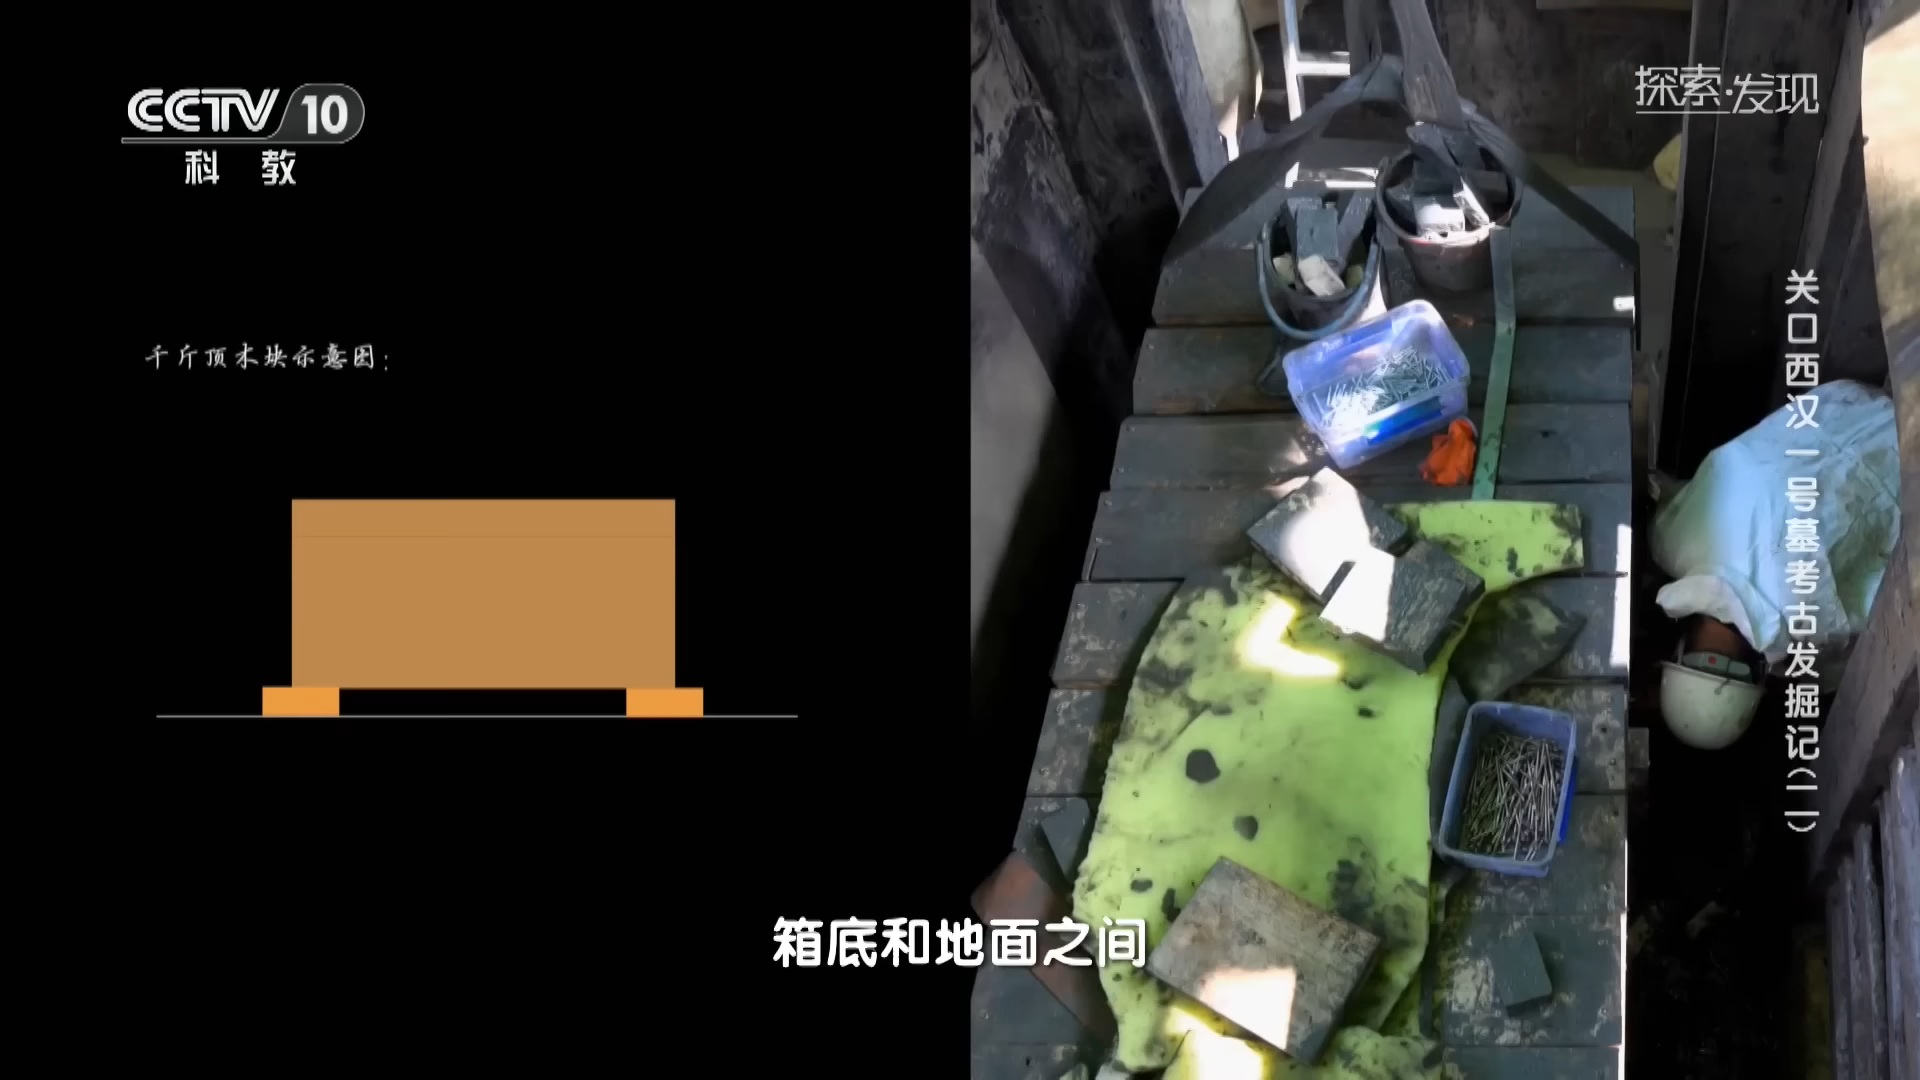 CCTV 10
科 教
探索·发现
千斤顶木块示意图：
关口西汉一号墓考古发掘记（二）
箱底和地面之间